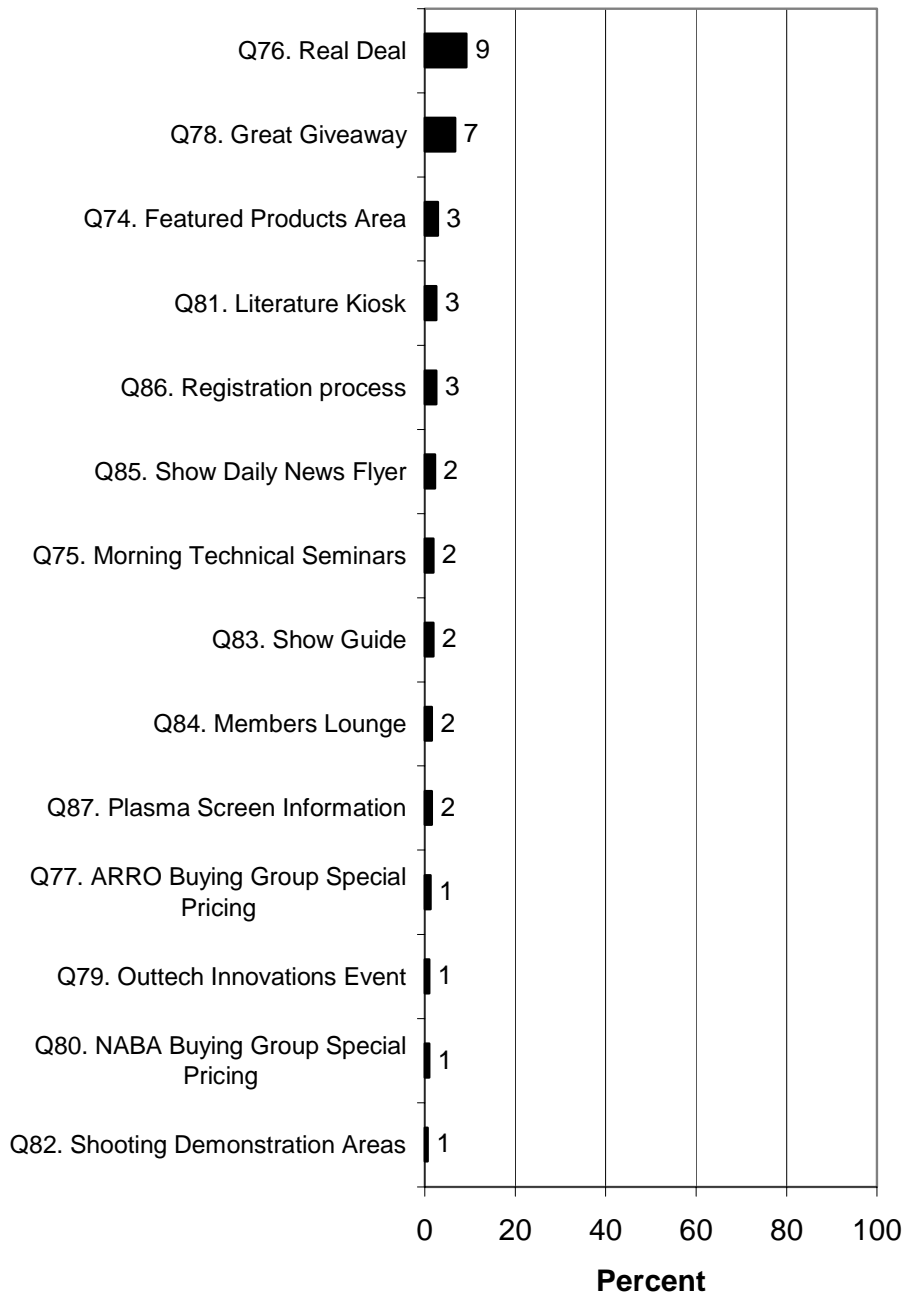 Q76. Real Deal 9
Q78. Great Giveaway 7
Q74. Featured Products Area 3
Q81. Literature Kiosk 3
Q86. Registration process 3
Q85. Show Daily News Flyer 2
Q75. Morning Technical Seminars 2
Q83. Show Guide 2
Q84. Members Lounge 2
Q87. Plasma Screen Information 2
Q77. ARRO Buying Group Special
Pricing 1
Q79. Outtech Innovations Event 1
Q80. NABA Buying Group Special
Pricing 1
Q82. Shooting Demonstration Areas 1
0 20 40 60 80 100
Percent